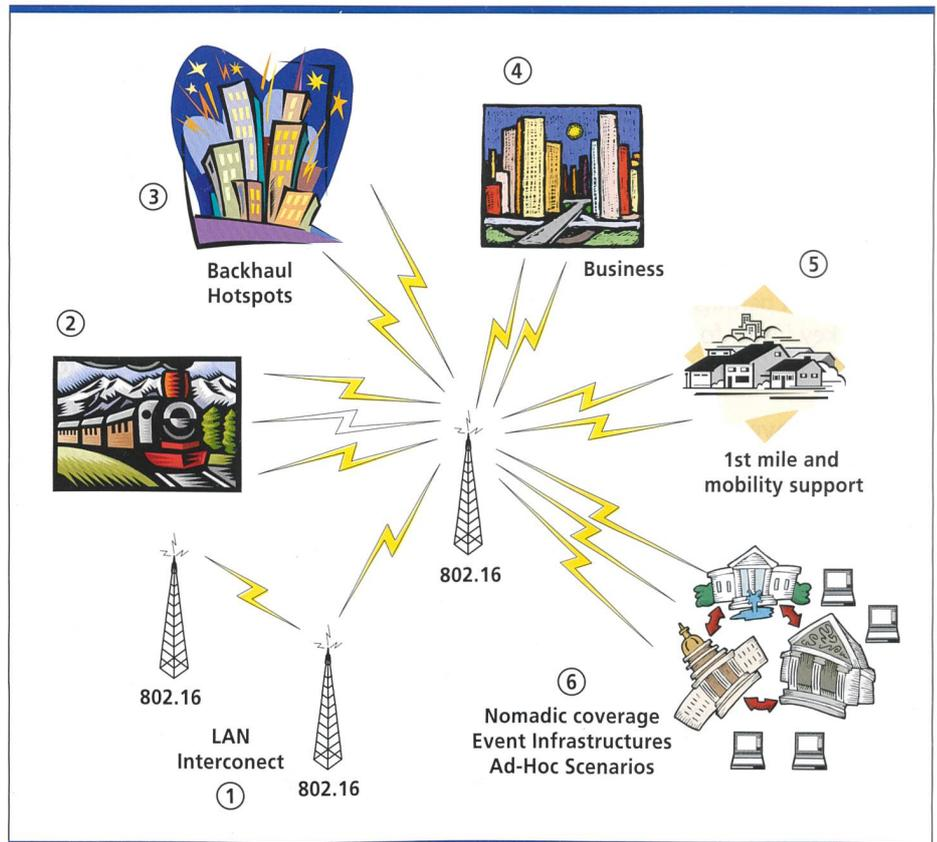 ④
③
Backhaul
Hotspots
Business
⑤
②
1st mile and
mobility support
802.16
802.16
LAN
Interconnect
①
802.16
⑥
Nomadic coverage
Event Infrastructures
Ad-Hoc Scenarios